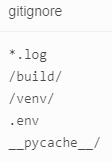 gitignore
*.log
/build/
/venv/
.env
__pycache__/